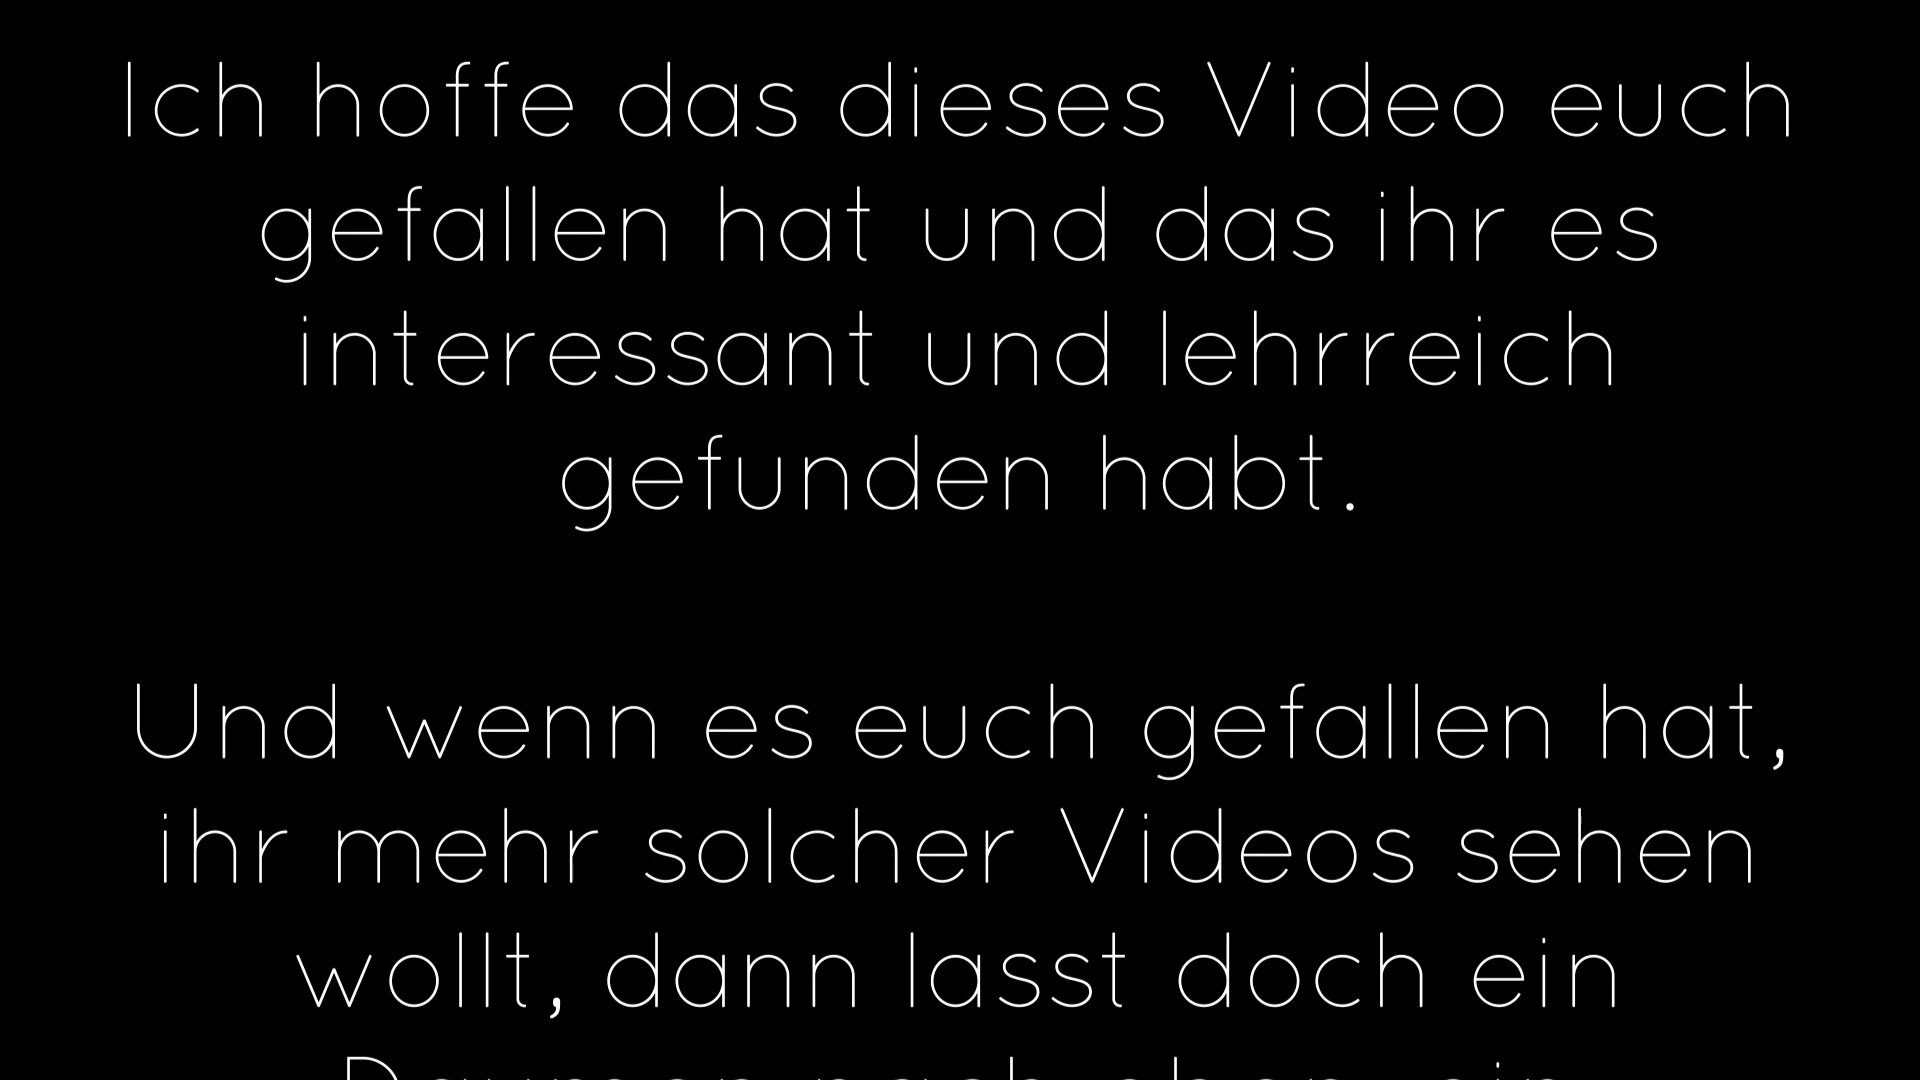 Ich hoffe das dieses Video euch
gefallen hat und das ihr es
interessant und lehrreich
gefunden habt.
Und wenn es euch gefallen hat,
ihr mehr solcher Videos sehen
wollt, dann lasst doch ein